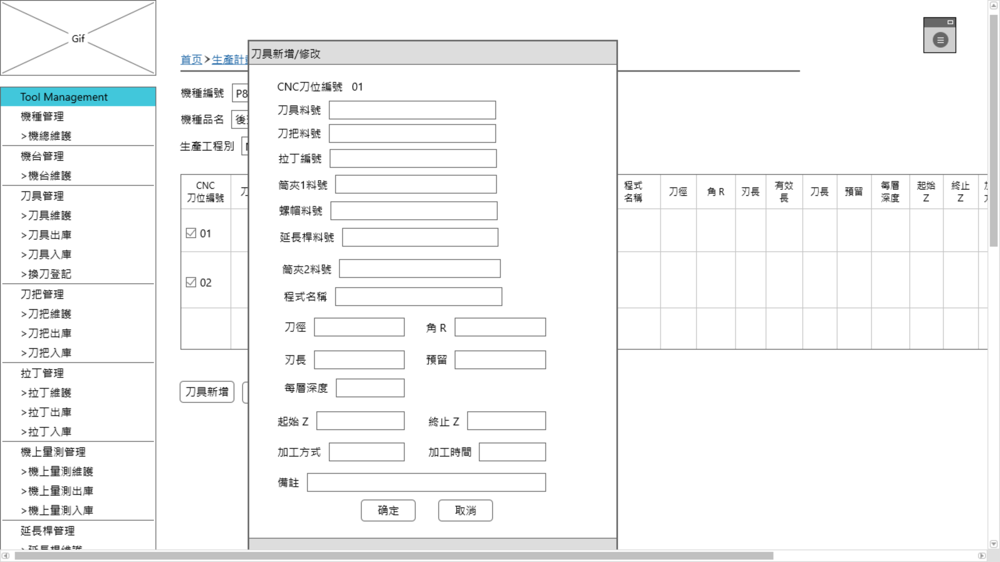 Gif
Tool Management
機種管理
>機總維護
機台管理
>機台維護
刀具管理
>刀具維護
>刀具出庫
>刀具入庫
>換刀登記
刀把管理
>刀把維護
>刀把出庫
>刀把入庫
拉丁管理
>拉丁維護
>拉丁出庫
>拉丁入庫
機上量測管理
>機上量測維護
>機上量測出庫
>機上量測入庫
延長桿管理
首页>生產計
機種編號 P8
機種品名 後
生產工程別
CNC
刀位編號
01
02
刀具新增
刀具新增/修改
CNC刀位編號 01
刀具料號
刀把料號
拉丁編號
筒夾1料號
螺帽料號
延長桿料號
筒夾2料號
程式名稱
刀徑 角 R
刃長 預留
每層深度
起始 Z 終止 Z
加工方式 加工時間
備註
确定 取消
程式
名稱
刀徑
角 R
刃長
有效
長
刀長
預留
每層
深度
起始
Z
終止
Z